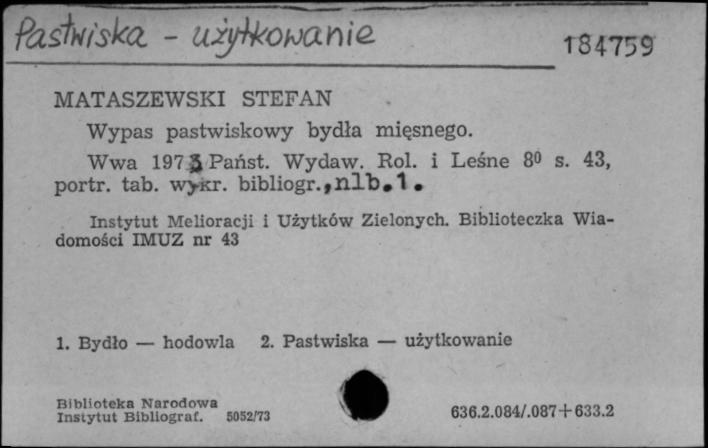 Pastwiska - użytkowanie
184759
MATASZEWSKI STEFAN
Wypas pastwiskowy bydła mięsnego.
Wwa 1973 Państ. Wydaw. Rol. i Leśne 8⁰ s. 43,
portr. tab. wykr. bibliogr., nlb.1.
Instytut Melioracji i Użytków Zielonych. Biblioteczka Wia-
domości IMUZ nr 43
1. Bydło — hodowla 2. Pastwiska — użytkowanie
Biblioteka Narodowa
Instytut Bibliograf. 5052/73
636.2.084/.087+633.2